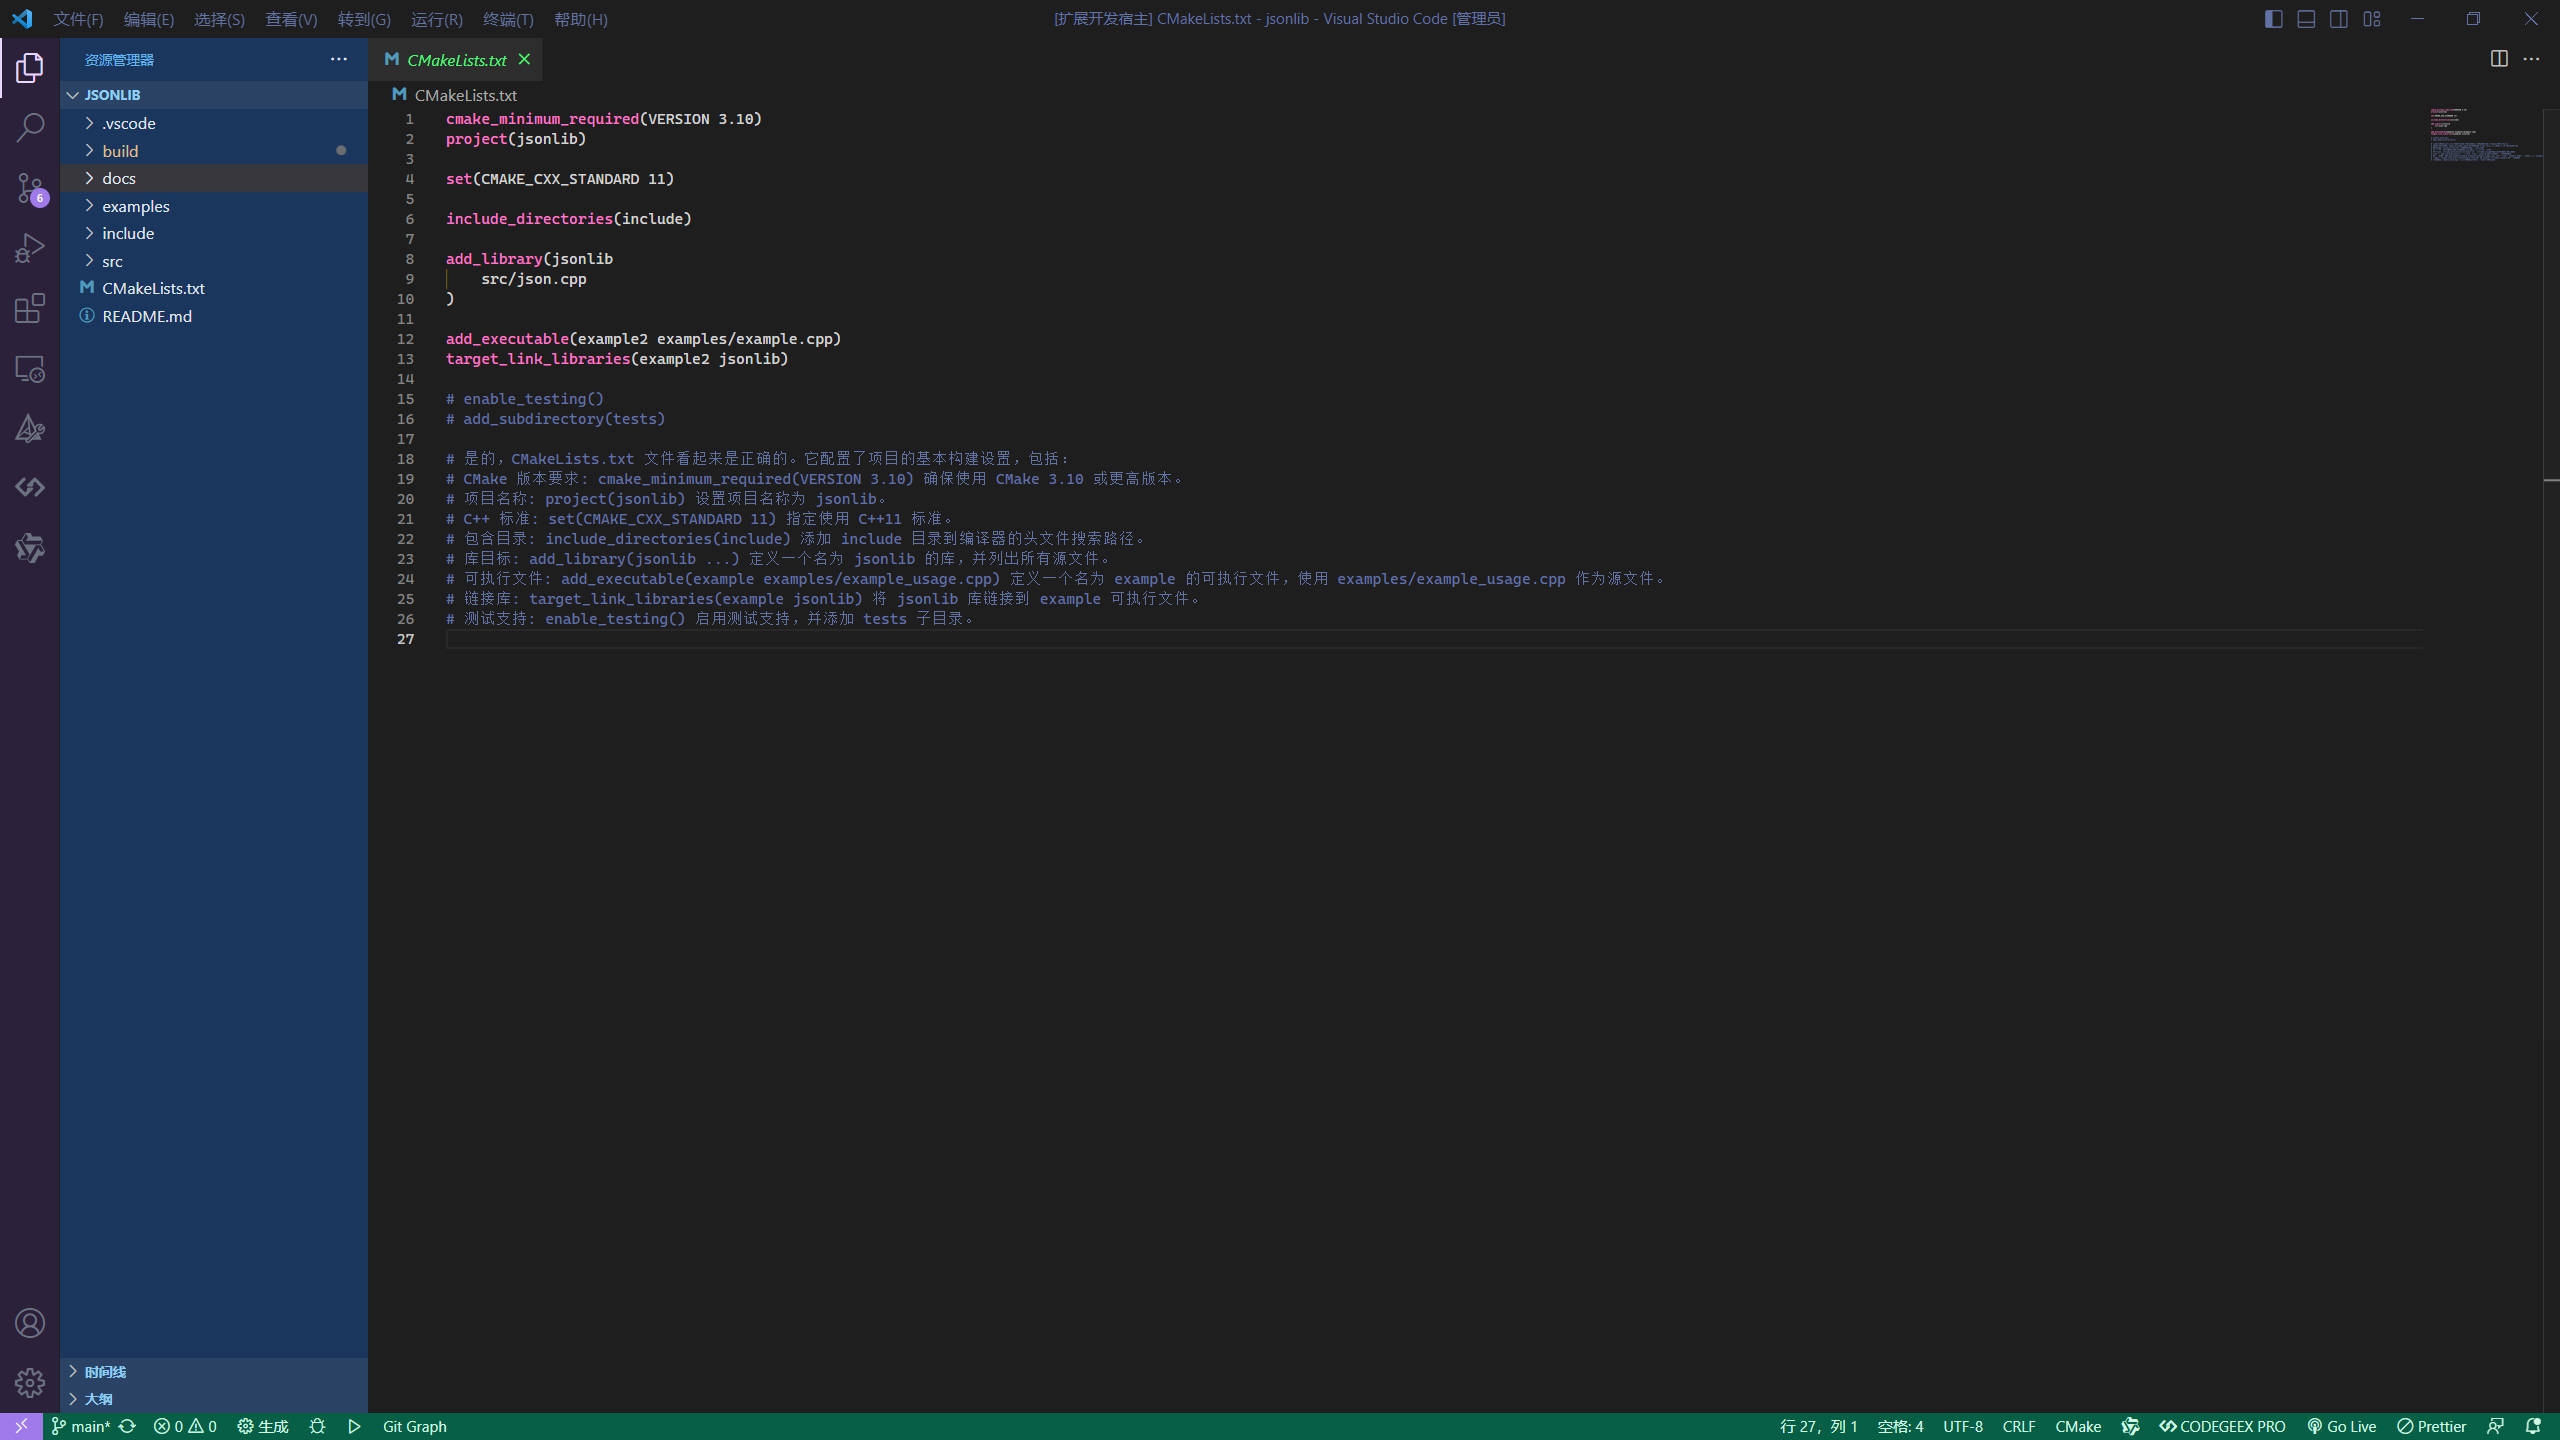 文件(F) 编辑(E) 选择(S) 查看(V) 转到(G) 运行(R) 终端(T) 帮助(H) [扩展开发宿主] CMakeLists.txt - jsonlib - Visual Studio Code [管理员]
资源管理器
JSONLIB
.vscode
build
docs
examples
include
src
CMakeLists.txt
README.md
时间线
大纲
6
CMakeLists.txt
CMakeLists.txt
1 cmake_minimum_required(VERSION 3.10)
2 project(jsonlib)
3
4 set(CMAKE_CXX_STANDARD 11)
5
6 include_directories(include)
7
8 add_library(jsonlib
9 src/json.cpp
10 )
11
12 add_executable(example2 examples/example.cpp)
13 target_link_libraries(example2 jsonlib)
14
15 # enable_testing()
16 # add_subdirectory(tests)
17
18 # 是的，CMakeLists.txt 文件看起来是正确的。它配置了项目的基本构建设置，包括：
19 # CMake 版本要求: cmake_minimum_required(VERSION 3.10) 确保使用 CMake 3.10 或更高版本。
20 # 项目名称: project(jsonlib) 设置项目名称为 jsonlib。
21 # C++ 标准: set(CMAKE_CXX_STANDARD 11) 指定使用 C++11 标准。
22 # 包含目录: include_directories(include) 添加 include 目录到编译器的头文件搜索路径。
23 # 库目标: add_library(jsonlib ...) 定义一个名为 jsonlib 的库，并列出所有源文件。
24 # 可执行文件: add_executable(example examples/example_usage.cpp) 定义一个名为 example 的可执行文件，使用 examples/example_usage.cpp 作为源文件。
25 # 链接库: target_link_libraries(example jsonlib) 将 jsonlib 库链接到 example 可执行文件。
26 # 测试支持: enable_testing() 启用测试支持，并添加 tests 子目录。
27
main* 0 0 生成 Git Graph 行 27，列 1 空格: 4 UTF-8 CRLF CMake CODEGEEX PRO Go Live Prettier